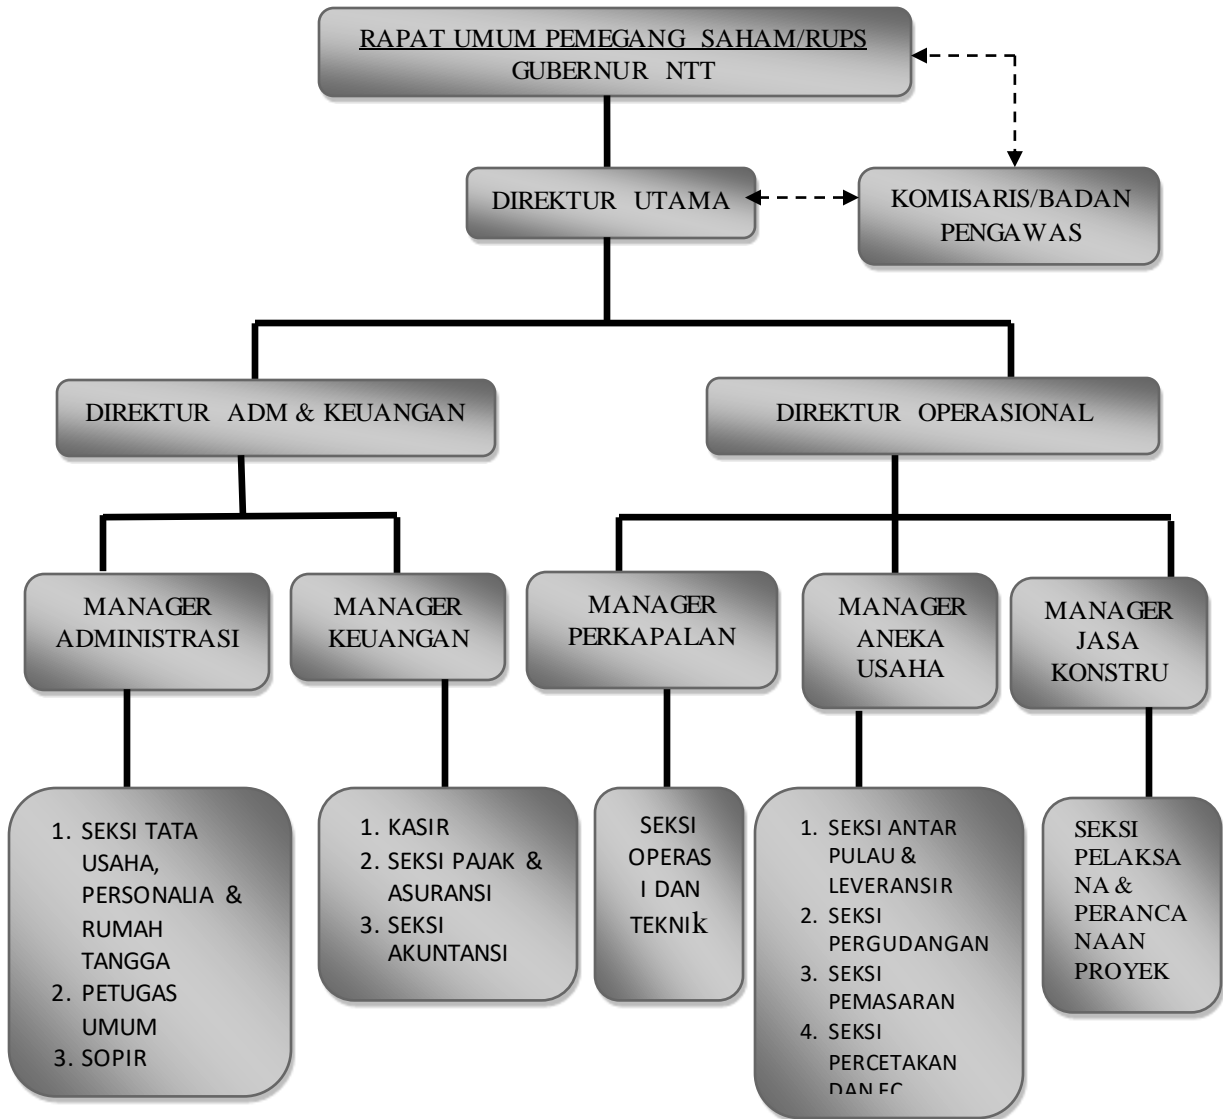 RAPAT UMUM PEMEGANG SAHAM/RUPS
GUBERNUR NTT
DIREKTUR UTAMA
KOMISARIS/BADAN
PENGAWAS
DIREKTUR ADM & KEUANGAN
DIREKTUR OPERASIONAL
MANAGER
ADMINISTRASI
MANAGER
KEUANGAN
MANAGER
PERKAPALAN
MANAGER
ANEKA
USAHA
MANAGER
JASA
KONSTRU
1. SEKSI TATA
USAHA,
PERSONALIA &
RUMAH
TANGGA
2. PETUGAS
UMUM
3. SOPIR
1. KASIR
2. SEKSI PAJAK &
ASURANSI
3. SEKSI
AKUNTANSI
SEKSI
OPERAS
I DAN
TEKNIk
1. SEKSI ANTAR
PULAU &
LEVERANSIR
2. SEKSI
PERGUDANGAN
3. SEKSI
PEMASARAN
4. SEKSI
PERCETAKAN
DAN FC
SEKSI
PELAKSA
NA &
PERANCA
NAAN
PROYEK